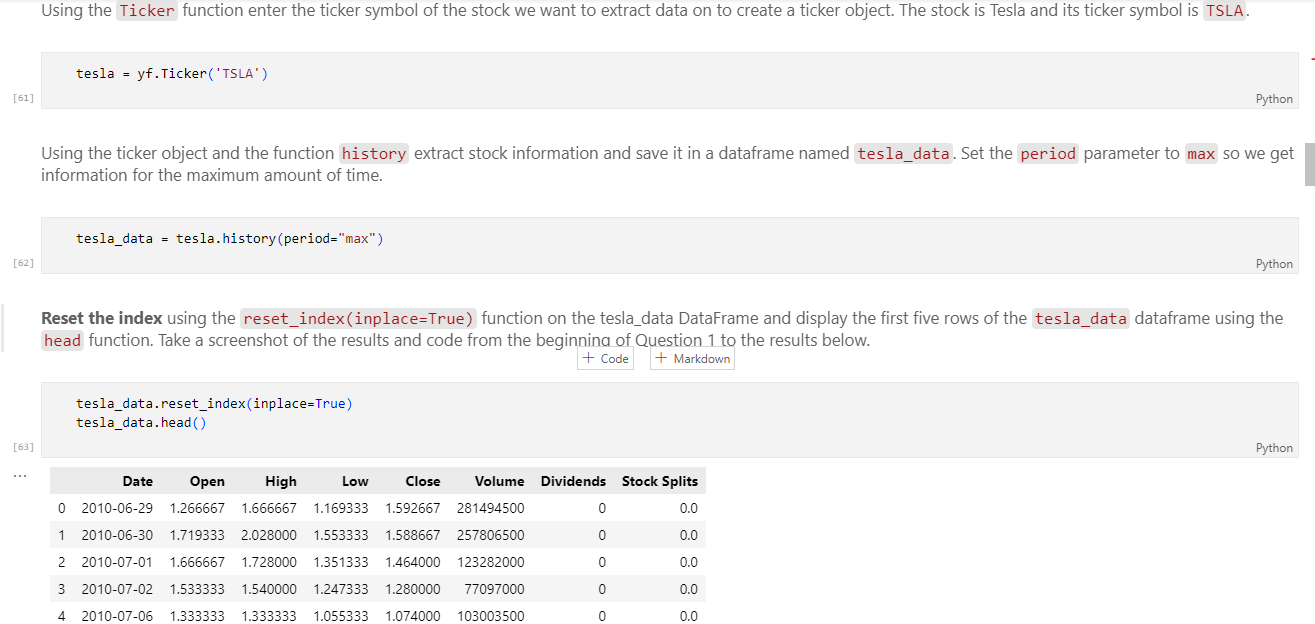 Using the Ticker function enter the ticker symbol of the stock we want to extract data on to create a ticker object. The stock is Tesla and its ticker symbol is TSLA.
tesla = yf.Ticker('TSLA')
[61]
Python
Using the ticker object and the function history extract stock information and save it in a dataframe named tesla_data. Set the period parameter to max so we get
information for the maximum amount of time.
tesla_data = tesla.history(period="max")
[62]
Python
Reset the index using the reset_index(inplace=True) function on the tesla_data DataFrame and display the first five rows of the tesla_data dataframe using the
head function. Take a screenshot of the results and code from the beginning of Question 1 to the results below.
+ Code + Markdown
tesla_data.reset_index(inplace=True)
tesla_data.head()
[63]
Python
...
Date Open High Low Close Volume Dividends Stock Splits
0 2010-06-29 1.266667 1.666667 1.169333 1.592667 281494500 0 0.0
1 2010-06-30 1.719333 2.028000 1.553333 1.588667 257806500 0 0.0
2 2010-07-01 1.666667 1.728000 1.351333 1.464000 123282000 0 0.0
3 2010-07-02 1.533333 1.540000 1.247333 1.280000 77097000 0 0.0
4 2010-07-06 1.333333 1.333333 1.055333 1.074000 103003500 0 0.0